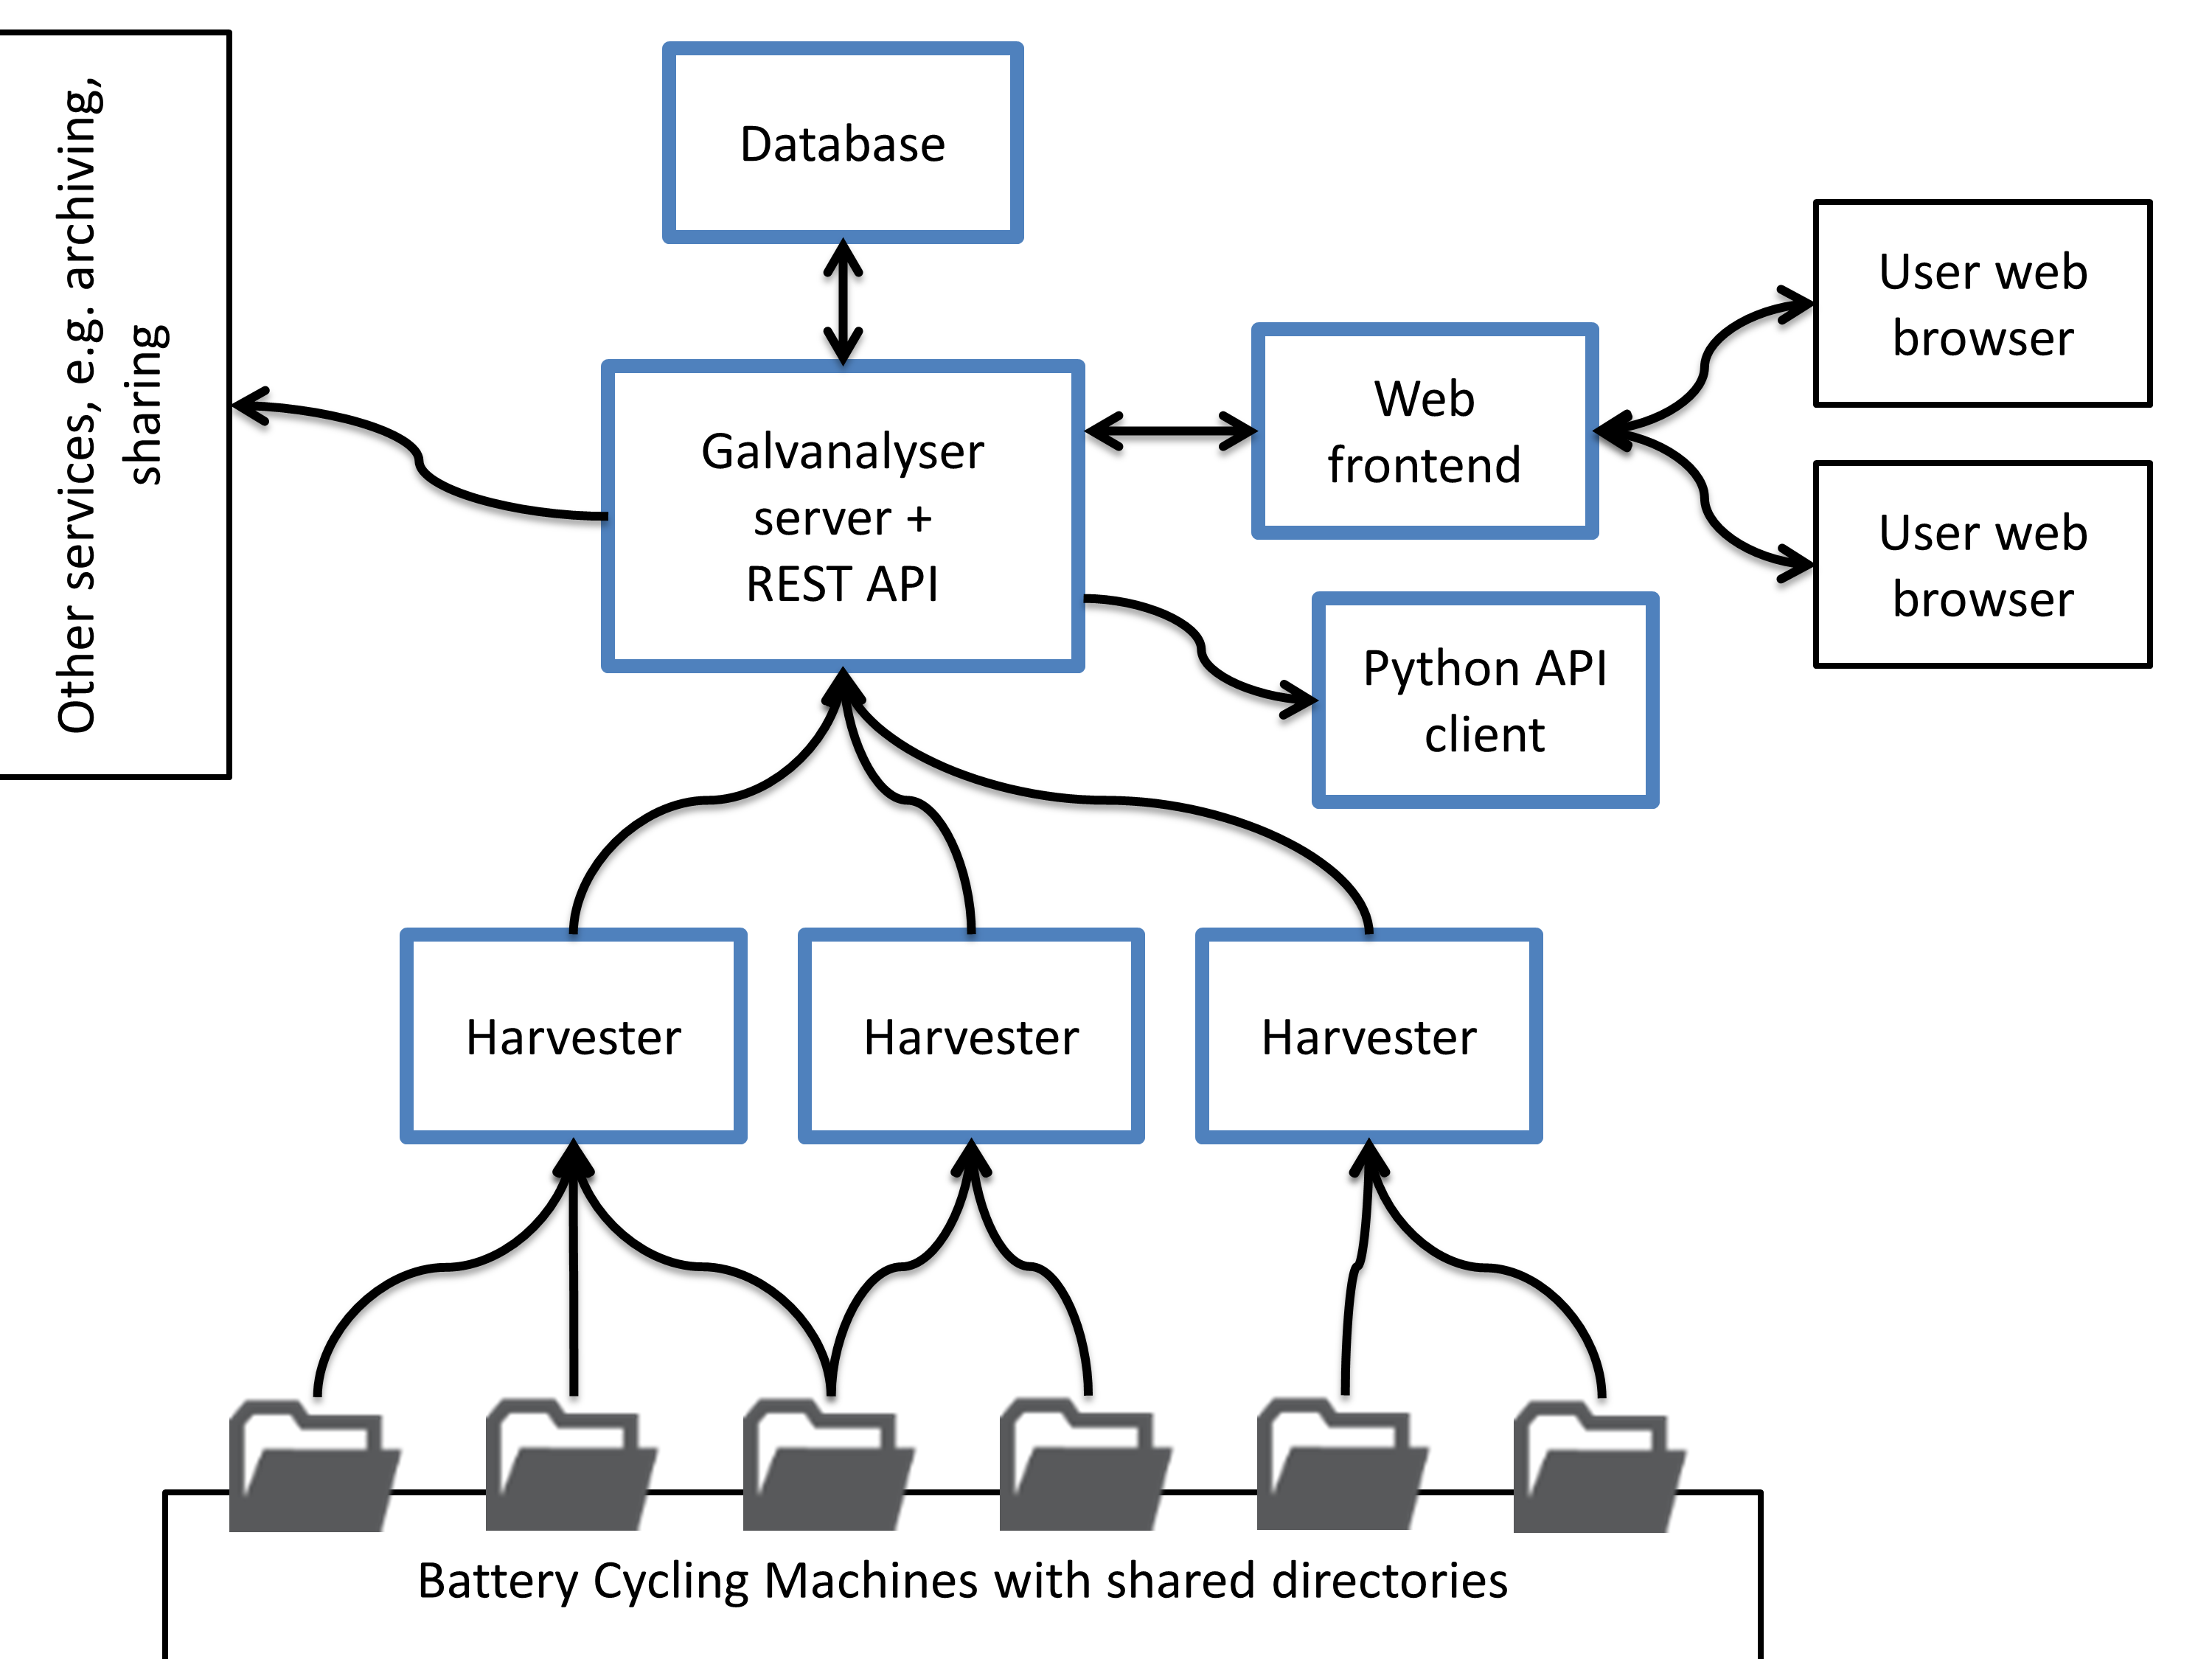 Other services, e.g. archiving,
sharing
Database
Galvanalyser
server +
REST API
Web
frontend
User web
browser
User web
browser
Python API
client
Harvester
Harvester
Harvester
Battery Cycling Machines with shared directories